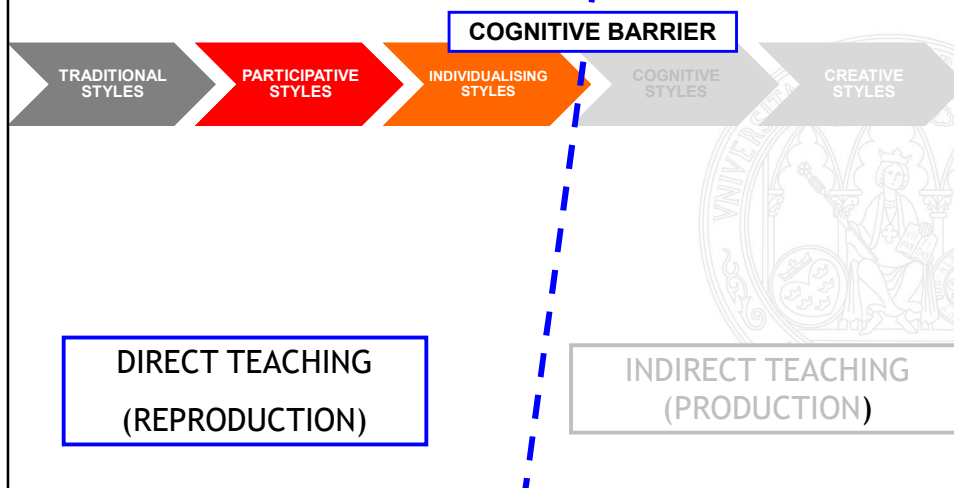 COGNITIVE BARRIER
TRADITIONAL
STYLES
PARTICIPATIVE
STYLES
INDIVIDUALISING
STYLES
COGNITIVE
STYLES
CREATIVE
STYLES
DIRECT TEACHING
(REPRODUCTION)
INDIRECT TEACHING
(PRODUCTION)